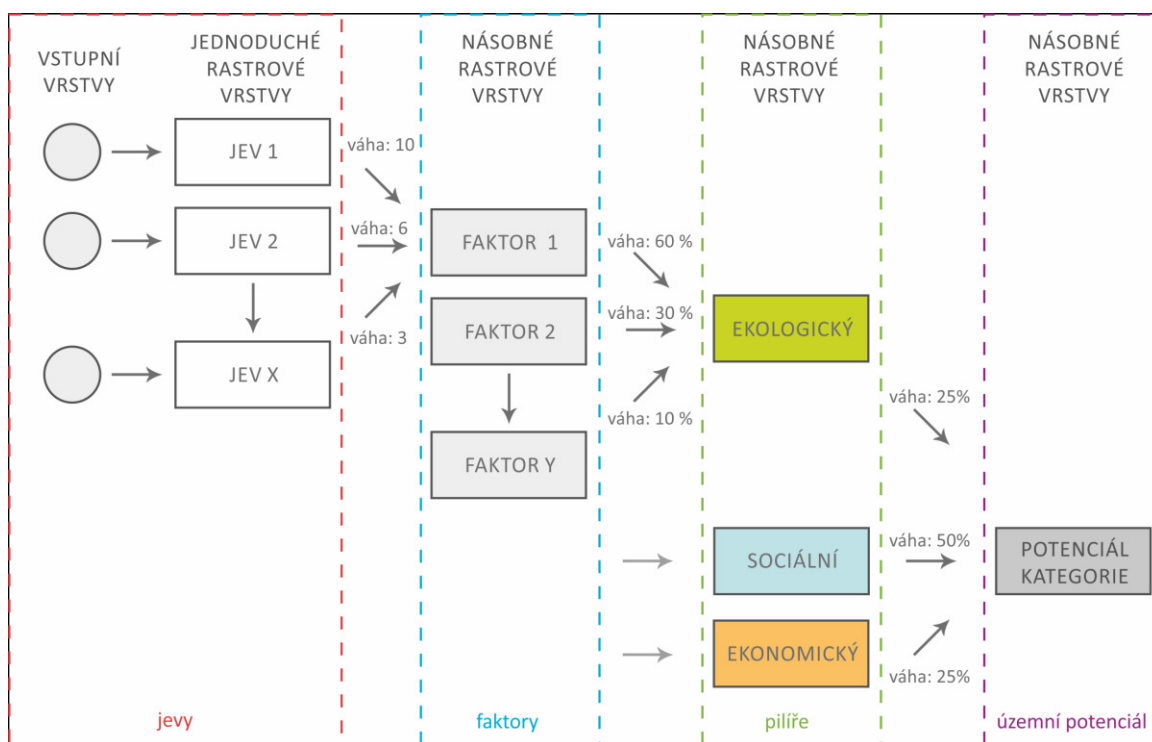 VSTUPNÍ
VRSTVY
JEDNODUCHÉ
RASTROVÉ
VRSTVY
NÁSOBNÉ
RASTROVÉ
VRSTVY
NÁSOBNÉ
RASTROVÉ
VRSTVY
NÁSOBNÉ
RASTROVÉ
VRSTVY
JEV 1
JEV 2
JEV X
váha: 10
váha: 6
váha: 3
FAKTOR 1
FAKTOR 2
FAKTOR Y
váha: 60 %
váha: 30 %
váha: 10 %
EKOLOGICKÝ
SOCIÁLNÍ
EKONOMICKÝ
váha: 25%
váha: 50%
váha: 25%
POTENCIÁL
KATEGORIE
jevy
faktory
pilíře
územní potenciál